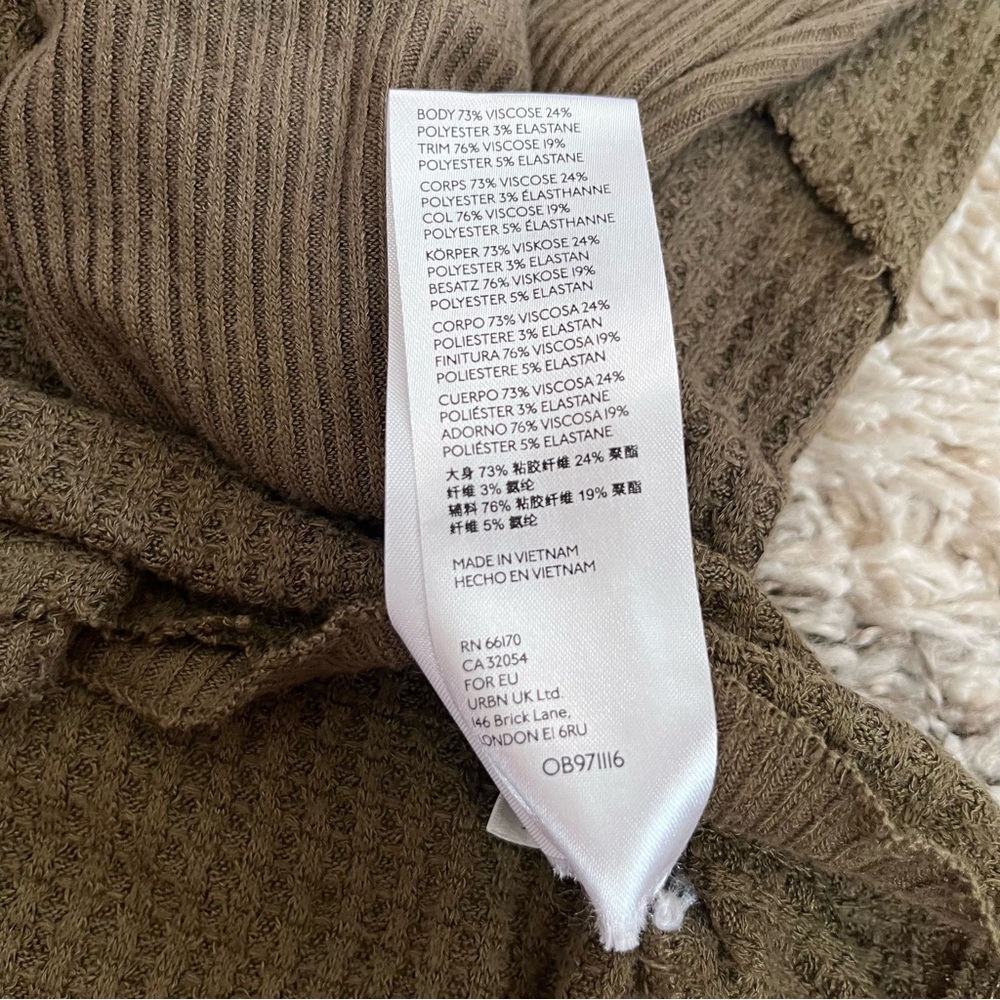 BODY 73% VISCOSE 24%
POLYESTER 3% ELASTANE
TRIM 76% VISCOSE 19%
POLYESTER 5% ELASTANE
CORPS 73% VISCOSE 24%
POLYESTER 3% ÉLASTHANNE
COL 76% VISCOSE 19%
POLYESTER 5% ÉLASTHANNE
KÖRPER 73% VISKOSE 24%
POLYESTER 3% ELASTAN
BESATZ 76% VISKOSE 19%
POLYESTER 5% ELASTAN
CORPO 73% VISCOSA 24%
POLIESTERE 3% ELASTAN
FINITURA 76% VISCOSA 19%
POLIESTERE 5% ELASTAN
CUERPO 73% VISCOSA 24%
POLIÉSTER 3% ELASTANE
ADORNO 76% VISCOSA 19%
POLIÉSTER 5% ELASTANE
大身 73% 粘胶纤维 24% 聚酯
纤维 3% 氨纶
辅料 76% 粘胶纤维 19% 聚酯
纤维 5% 氨纶
MADE IN VIETNAM
HECHO EN VIETNAM
RN 66170
CA 32054
FOR EU
URBN UK Ltd.
146 Brick Lane,
LONDON E1 6RU
OB971116